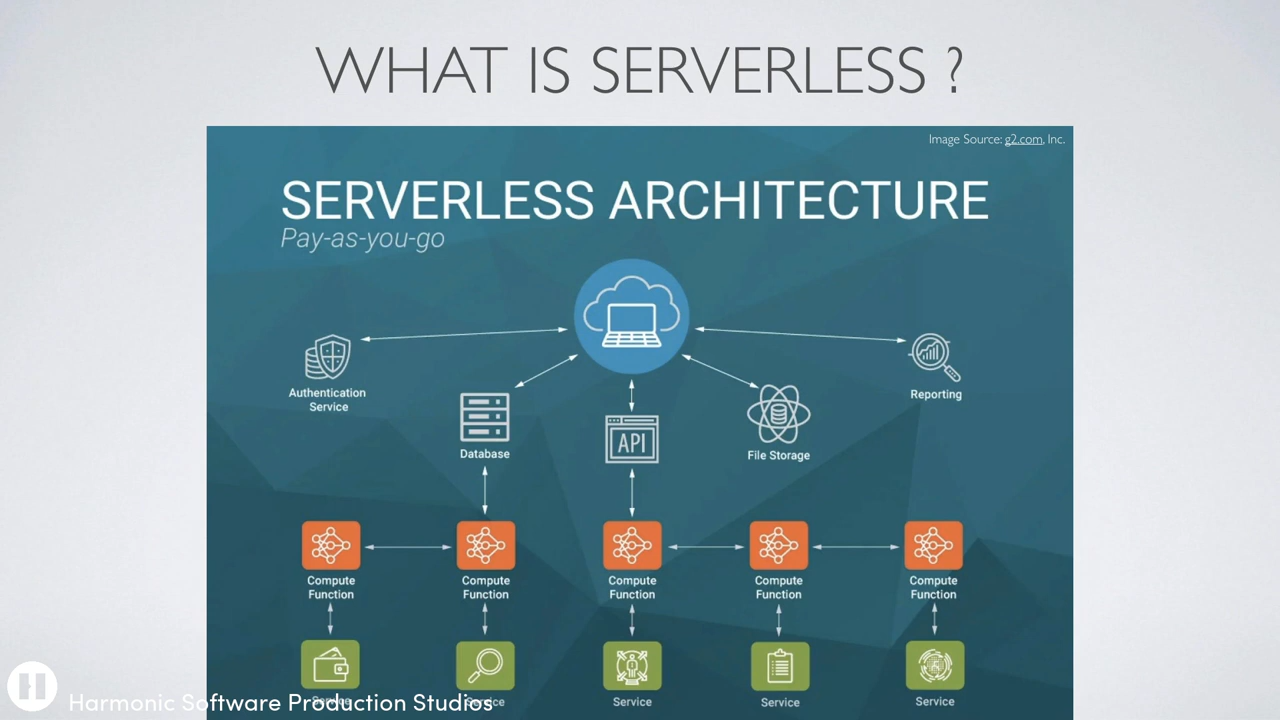 WHAT IS SERVERLESS ?
Image Source: g2.com, Inc.
SERVERLESS ARCHITECTURE
Pay-as-you-go
Authentication
Service
Database
API
File Storage
Reporting
Compute
Function
Compute
Function
Compute
Function
Compute
Function
Compute
Function
Service
Service
Service
Service
Service
H
Harmonic Software Production Studios